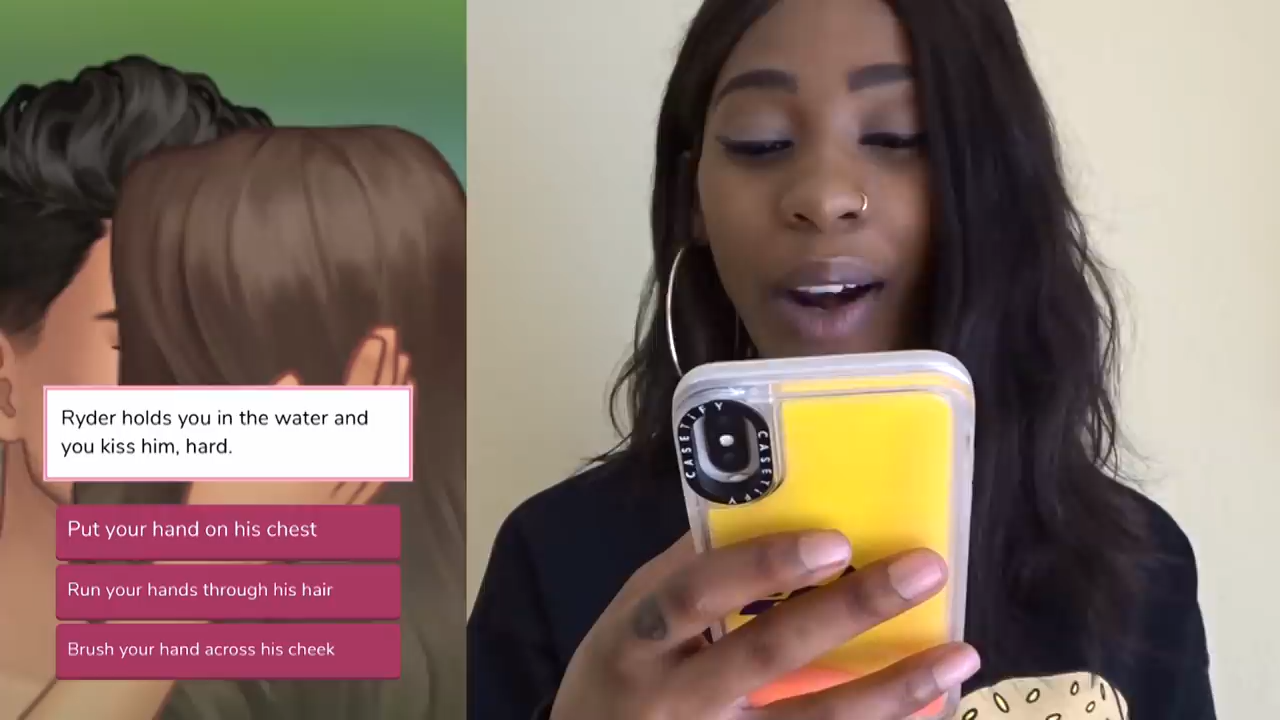 Ryder holds you in the water and
you kiss him, hard.
Put your hand on his chest
Run your hands through his hair
Brush your hand across his cheek
CASETiFY
CASETiFY